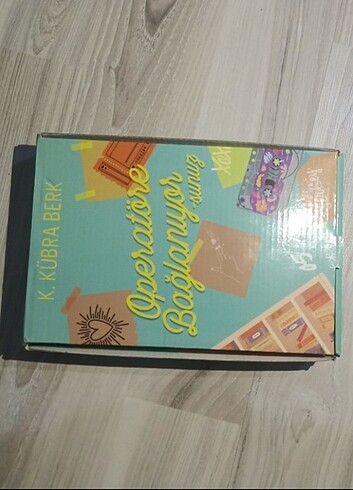 K. KÜBRA BERK
Operatöre
Bağlanıyor
-sunuz